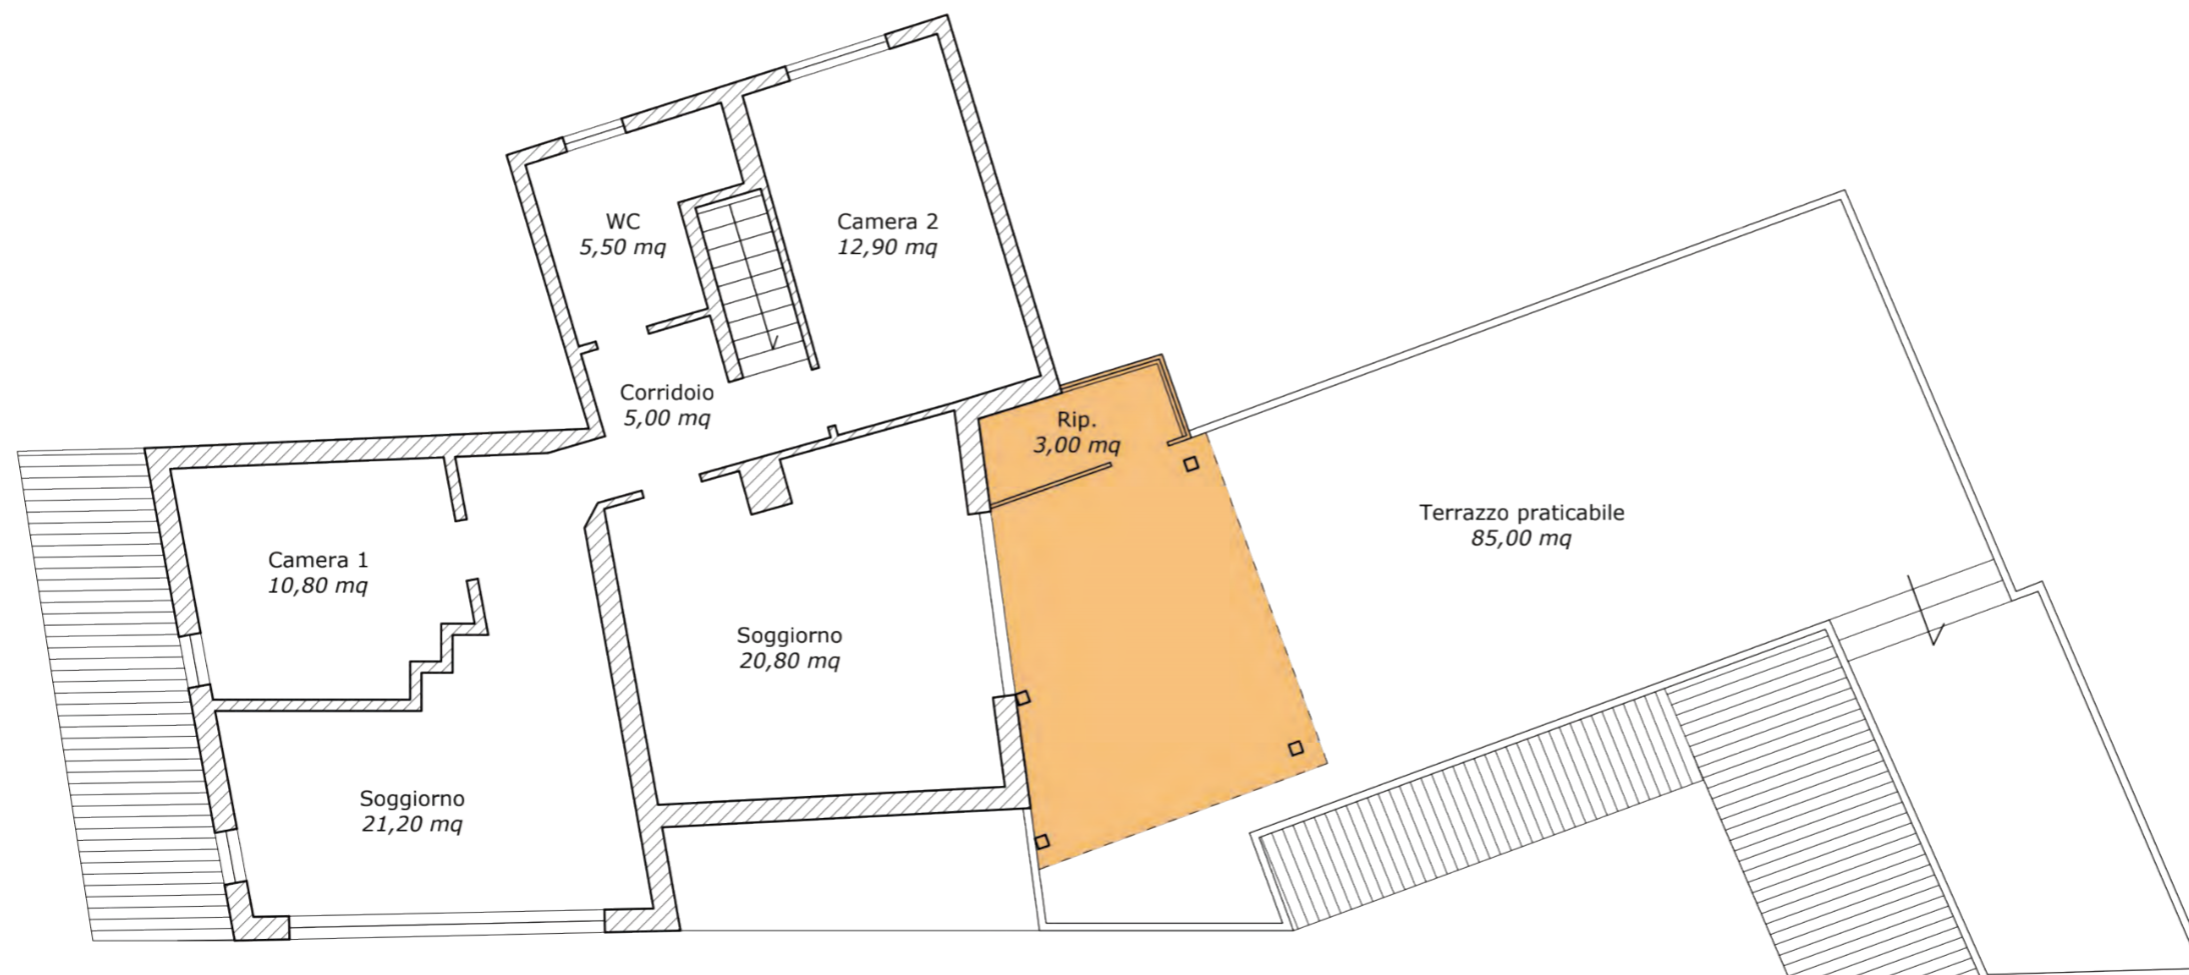 WC
5,50 mq
Camera 2
12,90 mq
Corridoio
5,00 mq
Rip.
3,00 mq
Terrazzo praticabile
85,00 mq
Camera 1
10,80 mq
Soggiorno
20,80 mq
Soggiorno
21,20 mq